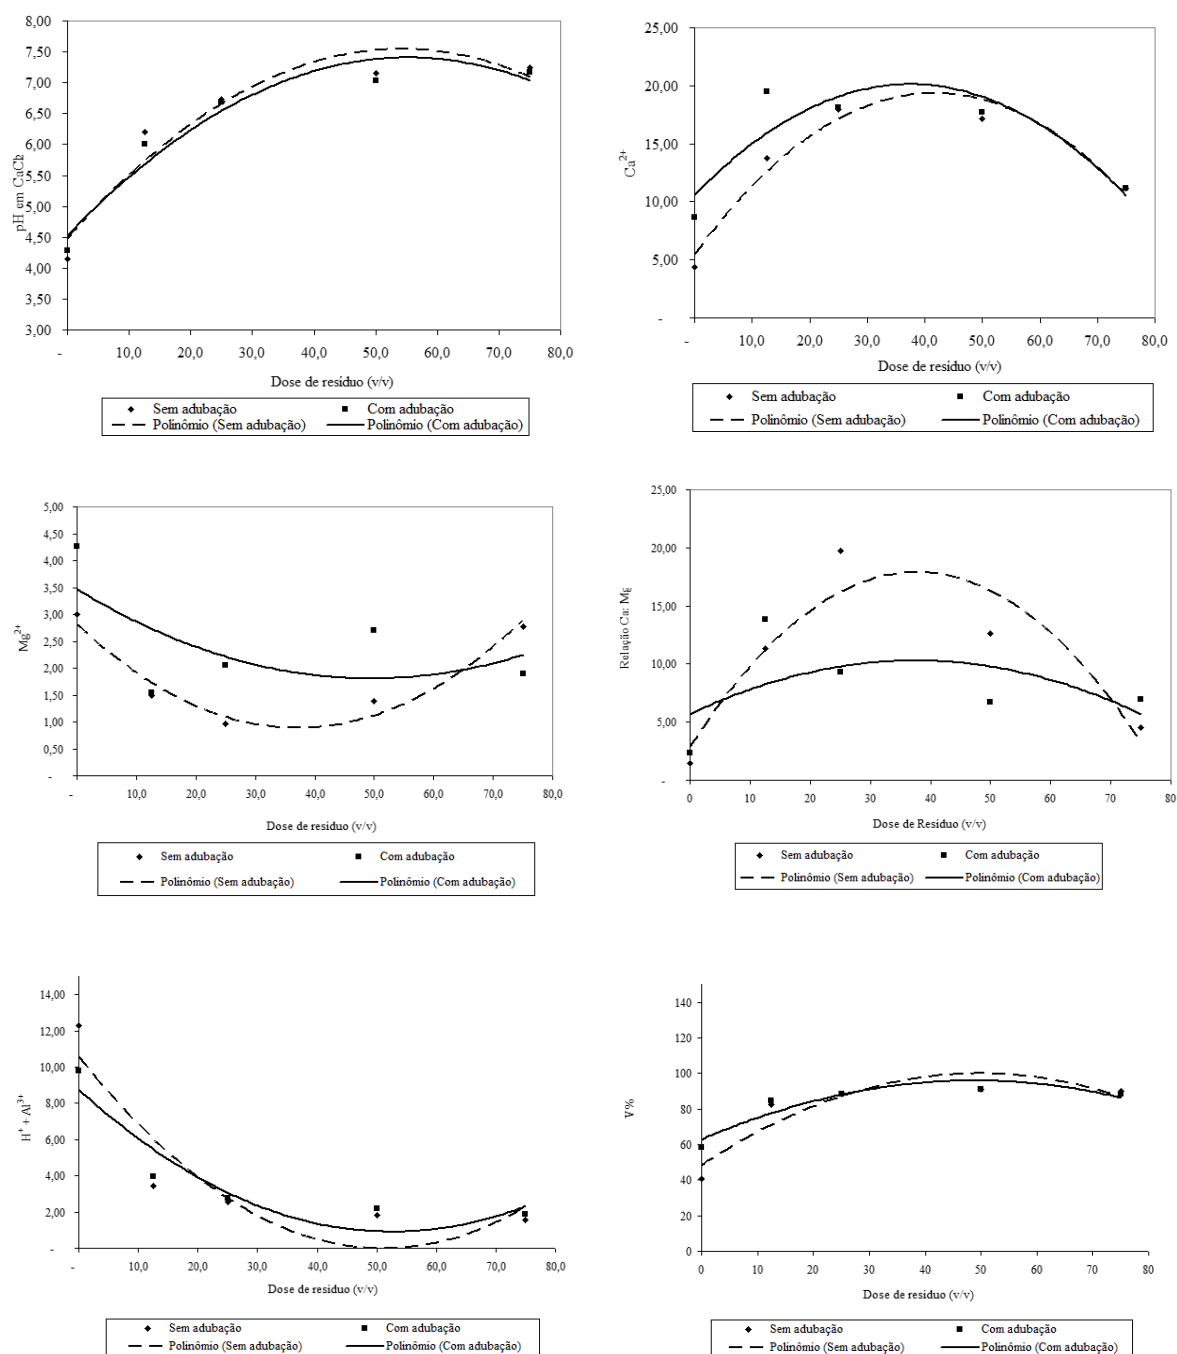 8,00
7,50
7,00
6,50
6,00
5,50
5,00
4,50
4,00
3,50
3,00
pH em CaCl2
- 10,0 20,0 30,0 40,0 50,0 60,0 70,0 80,0
Dose de resíduo (v/v)
Sem adubação Com adubação
Polinômio (Sem adubação) Polinômio (Com adubação)
25,00
20,00
15,00
10,00
5,00
-
Ca2+
- 10,0 20,0 30,0 40,0 50,0 60,0 70,0 80,0
Dose de resíduo (v/v)
Sem adubação Com adubação
Polinômio (Sem adubação) Polinômio (Com adubação)
5,00
4,50
4,00
3,50
3,00
2,50
2,00
1,50
1,00
0,50
-
Mg2+
- 10,0 20,0 30,0 40,0 50,0 60,0 70,0 80,0
Dose de resíduo (v/v)
Sem adubação Com adubação
Polinômio (Sem adubação) Polinômio (Com adubação)
25,00
20,00
15,00
10,00
5,00
-
Relação Ca: Mg
0 10 20 30 40 50 60 70 80
Dose de Resíduo (v/v)
Sem adubação Com adubação
Polinômio (Sem adubação) Polinômio (Com adubação)
14,00
12,00
10,00
8,00
6,00
4,00
2,00
-
H+ + Al3+
- 10,0 20,0 30,0 40,0 50,0 60,0 70,0 80,0
Dose de resíduo (v/v)
Sem adubação Com adubação
Polinômio (Sem adubação) Polinômio (Com adubação)
140
120
100
80
60
40
20
0
V%
0 10 20 30 40 50 60 70 80
Dose de resíduo (v/v)
Sem adubação Com adubação
Polinômio (Sem adubação) Polinômio (Com adubação)